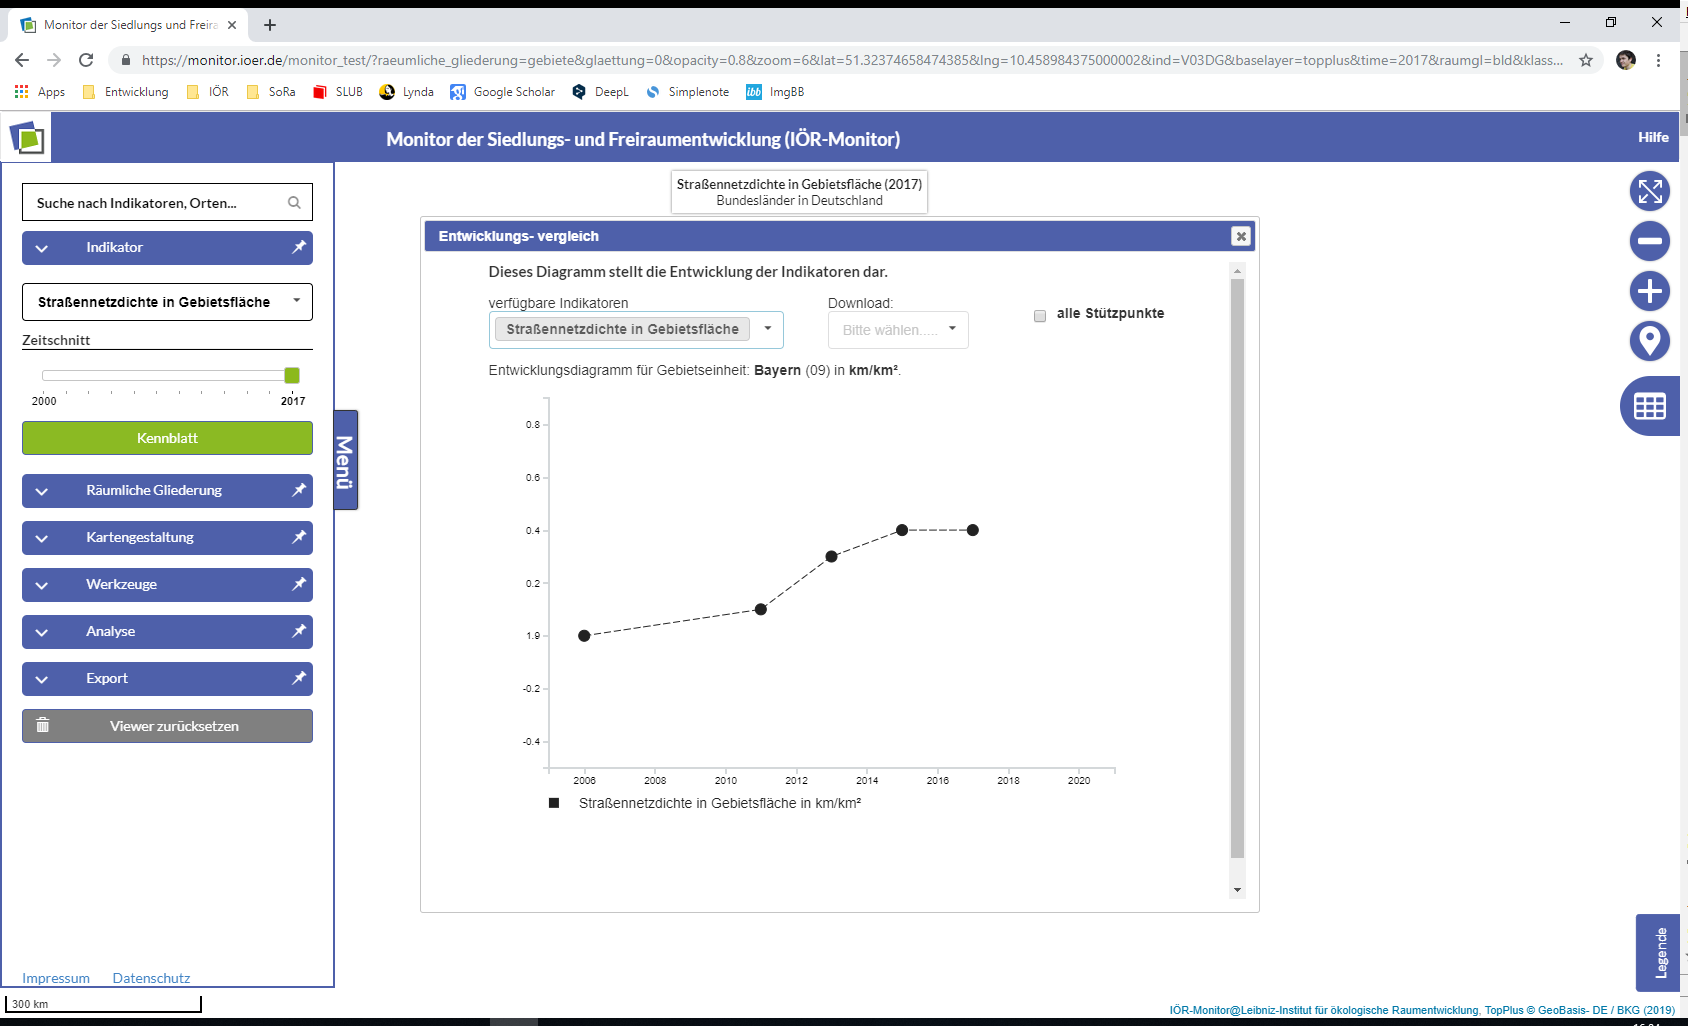 Monitor der Siedlungs und Freira
https://monitor.ioer.de/monitor_test/?raeumliche_gliederung=gebiete&glaettung=0&opacity=0.8&zoom=6&lat=51.32374658474385&lng=10.458984375000002&ind=V03DG&baselayer=topplus&time=2017&raumgl=bld&klass...
Apps Entwicklung IÖR SoRa SLUB Lynda Google Scholar DeepL Simplenote ibb ImgBB
Monitor der Siedlungs- und Freiraumentwicklung (IÖR-Monitor)
Hilfe
Suche nach Indikatoren, Orten...
Indikator
Straßennetzdichte in Gebietsfläche
Zeitschnitt
2000 2017
Kennblatt
Räumliche Gliederung
Kartengestaltung
Werkzeuge
Analyse
Export
Viewer zurücksetzen
Impressum Datenschutz
300 km
Menü
Straßennetzdichte in Gebietsfläche (2017)
Bundesländer in Deutschland
Entwicklungs- vergleich
Dieses Diagramm stellt die Entwicklung der Indikatoren dar.
verfügbare Indikatoren
Straßennetzdichte in Gebietsfläche
Download:
Bitte wählen.....
alle Stützpunkte
Entwicklungsdiagramm für Gebietseinheit: Bayern (09) in km/km².
0.8
0.6
0.4
0.2
1.9
-0.2
-0.4
2006 2008 2010 2012 2014 2016 2018 2020
Straßennetzdichte in Gebietsfläche in km/km²
Legende
IÖR-Monitor@Leibniz-Institut für ökologische Raumentwicklung, TopPlus © GeoBasis- DE / BKG (2019)